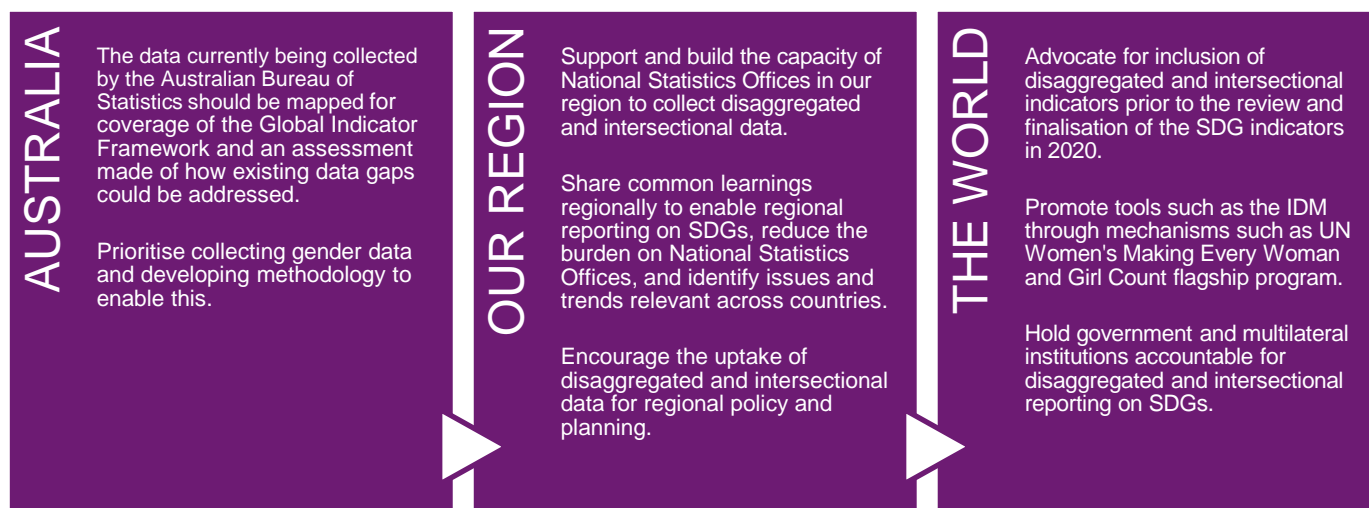 AUSTRALIA
The data currently being collected
by the Australian Bureau of
Statistics should be mapped for
coverage of the Global Indicator
Framework and an assessment
made of how existing data gaps
could be addressed.
Prioritise collecting gender data
and developing methodology to
enable this.
OUR REGION
Support and build the capacity of
National Statistics Offices in our
region to collect disaggregated
and intersectional data.
Share common learnings
regionally to enable regional
reporting on SDGs, reduce the
burden on National Statistics
Offices, and identify issues and
trends relevant across countries.
Encourage the uptake of
disaggregated and intersectional
data for regional policy and
planning.
THE WORLD
Advocate for inclusion of
disaggregated and intersectional
indicators prior to the review and
finalisation of the SDG indicators
in 2020.
Promote tools such as the IDM
through mechanisms such as UN
Women's Making Every Woman
and Girl Count flagship program.
Hold government and multilateral
institutions accountable for
disaggregated and intersectional
reporting on SDGs.